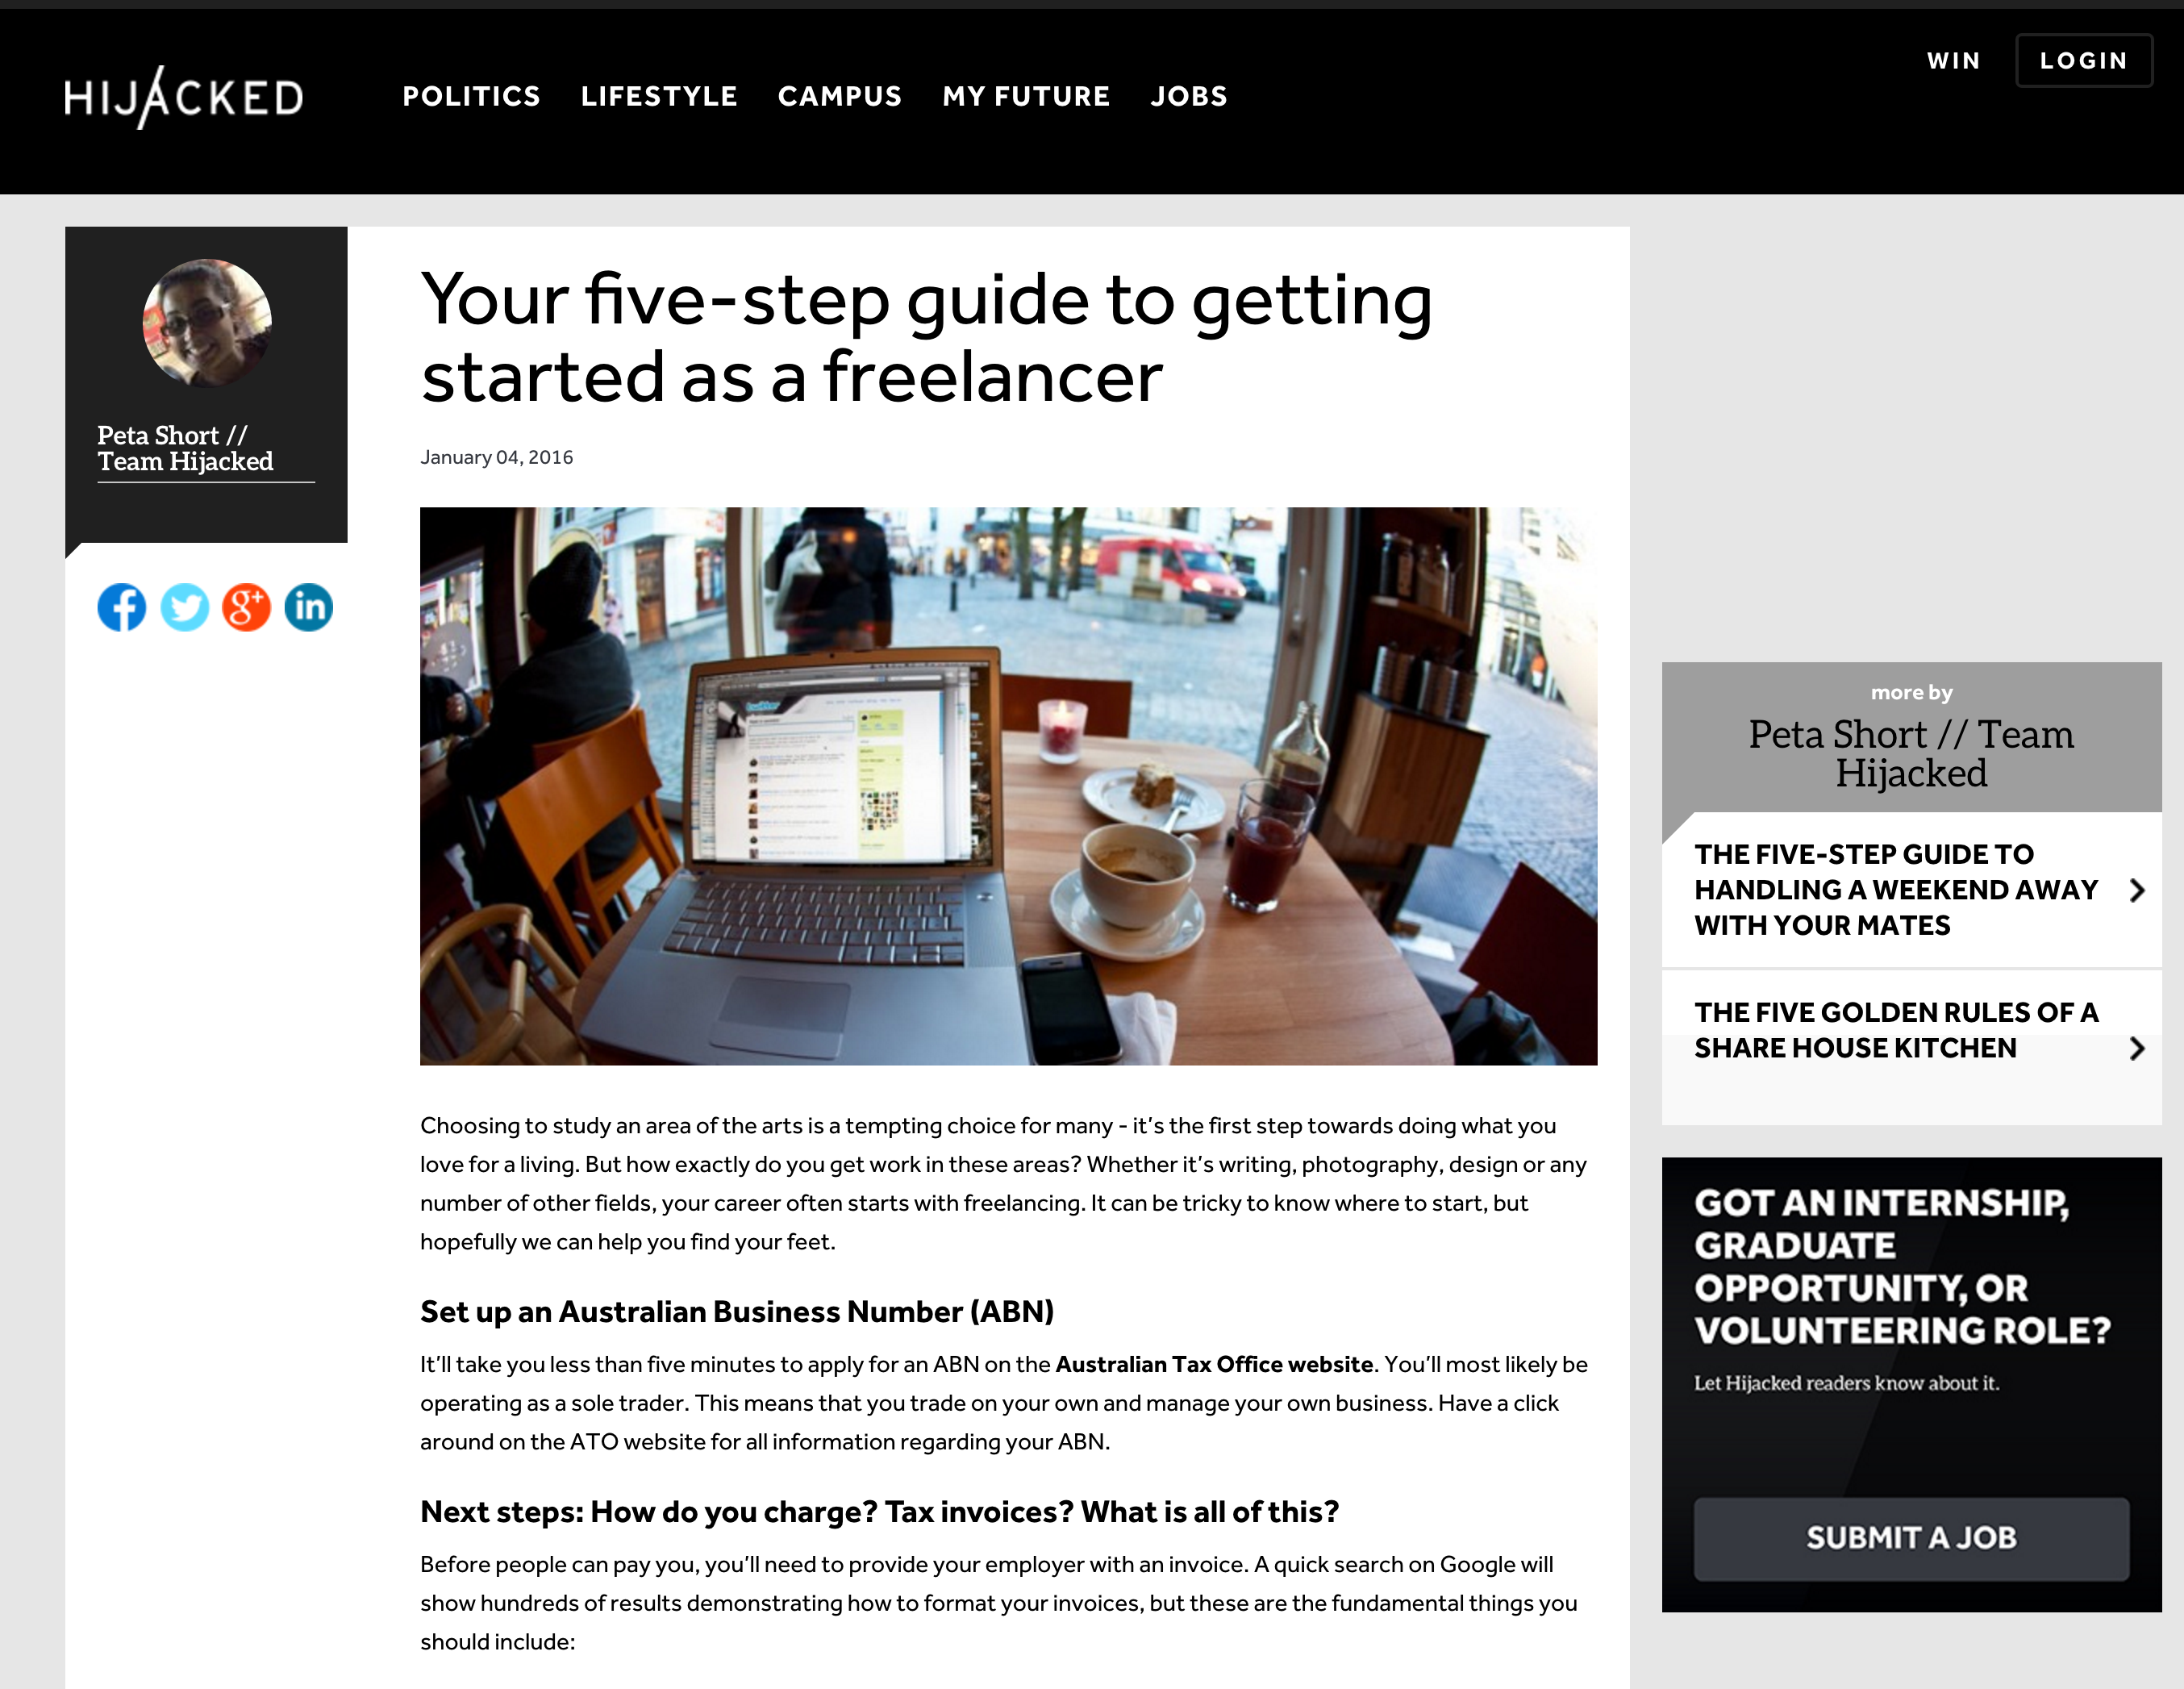 HIJACKED
POLITICS LIFESTYLE CAMPUS MY FUTURE JOBS
WIN LOGIN
Peta Short //
Team Hijacked
Your five-step guide to getting
started as a freelancer
January 04, 2016
twitter
Choosing to study an area of the arts is a tempting choice for many - it's the first step towards doing what you
love for a living. But how exactly do you get work in these areas? Whether it's writing, photography, design or any
number of other fields, your career often starts with freelancing. It can be tricky to know where to start, but
hopefully we can help you find your feet.
Set up an Australian Business Number (ABN)
It'll take you less than five minutes to apply for an ABN on the Australian Tax Office website. You'll most likely be
operating as a sole trader. This means that you trade on your own and manage your own business. Have a click
around on the ATO website for all information regarding your ABN.
Next steps: How do you charge? Tax invoices? What is all of this?
Before people can pay you, you'll need to provide your employer with an invoice. A quick search on Google will
show hundreds of results demonstrating how to format your invoices, but these are the fundamental things you
should include:
more by
Peta Short // Team
Hijacked
THE FIVE-STEP GUIDE TO
HANDLING A WEEKEND AWAY
WITH YOUR MATES
THE FIVE GOLDEN RULES OF A
SHARE HOUSE KITCHEN
GOT AN INTERNSHIP,
GRADUATE
OPPORTUNITY, OR
VOLUNTEERING ROLE?
Let Hijacked readers know about it.
SUBMIT A JOB